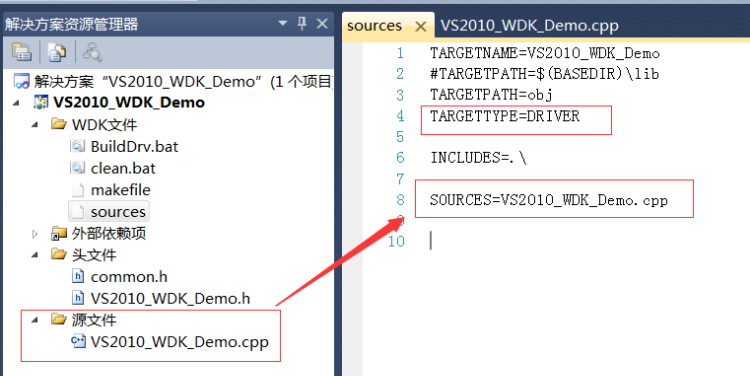 解决方案资源管理器
解决方案“VS2010_WDK_Demo”(1 个项目
VS2010_WDK_Demo
WDK文件
BuildDrv.bat
clean.bat
makefile
sources
外部依赖项
头文件
common.h
VS2010_WDK_Demo.h
源文件
VS2010_WDK_Demo.cpp
sources VS2010_WDK_Demo.cpp
1 TARGETNAME=VS2010_WDK_Demo
2 #TARGETPATH=$(BASEDIR)\lib
3 TARGETPATH=obj
4 TARGETTYPE=DRIVER
5
6 INCLUDES=.\
7
8 SOURCES=VS2010_WDK_Demo.cpp
9
10